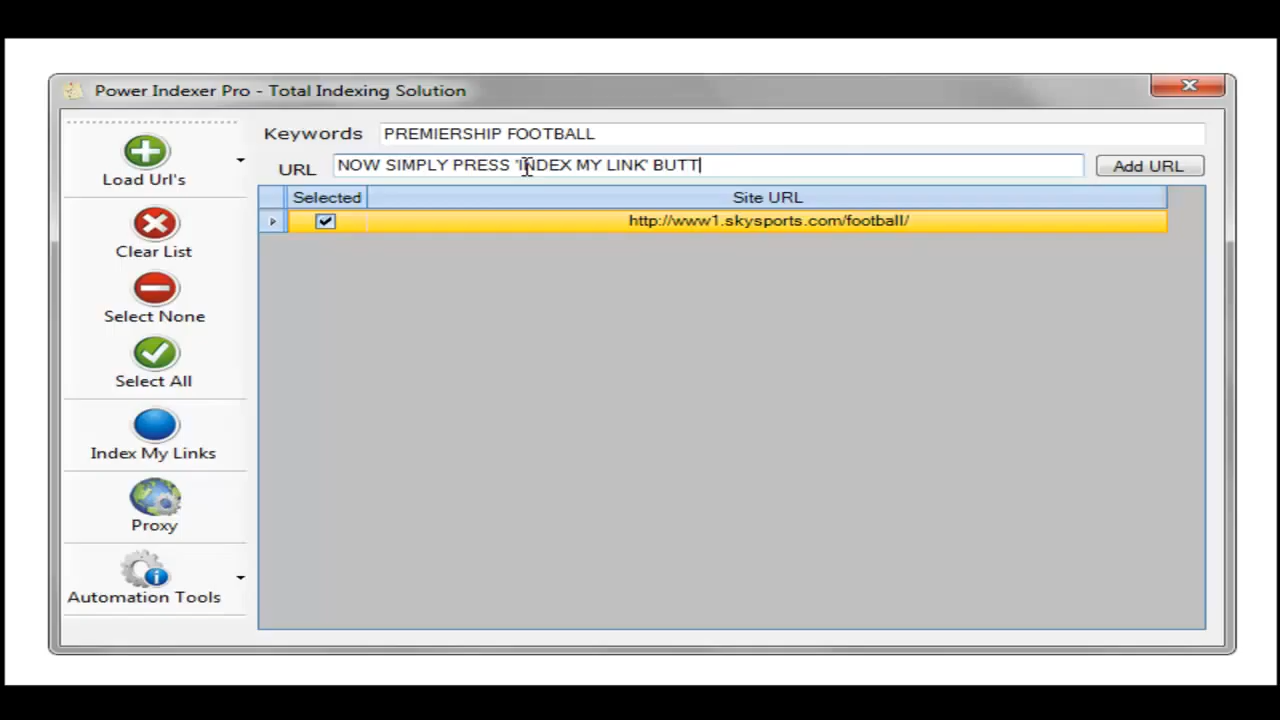 Power Indexer Pro - Total Indexing Solution
Keywords PREMIERSHIP FOOTBALL
URL NOW SIMPLY PRESS 'INDEX MY LINK' BUTT
Add URL
Selected Site URL
http://www1.skysports.com/football/
Load Url's
Clear List
Select None
Select All
Index My Links
Proxy
Automation Tools